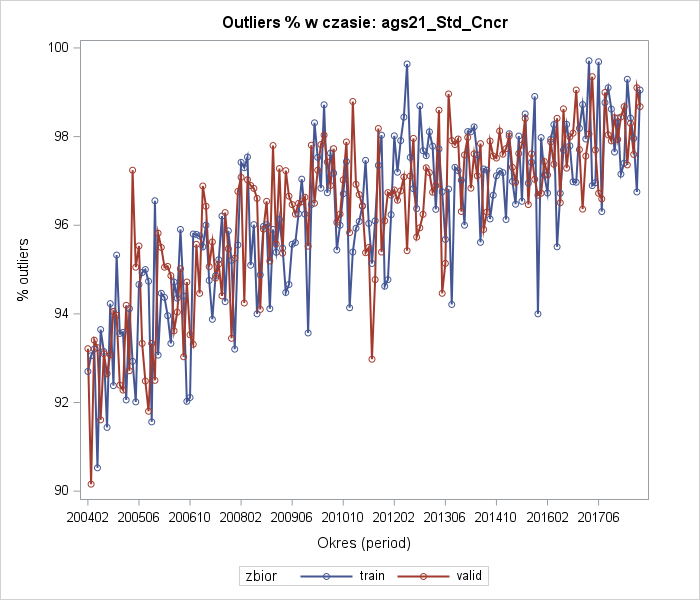 Outliers % w czasie: ags21_Std_Cncr
% outliers
100
98
96
94
92
90
200402 200506 200610 200802 200906 201010 201202 201306 201410 201602 201706
Okres (period)
zbior train valid